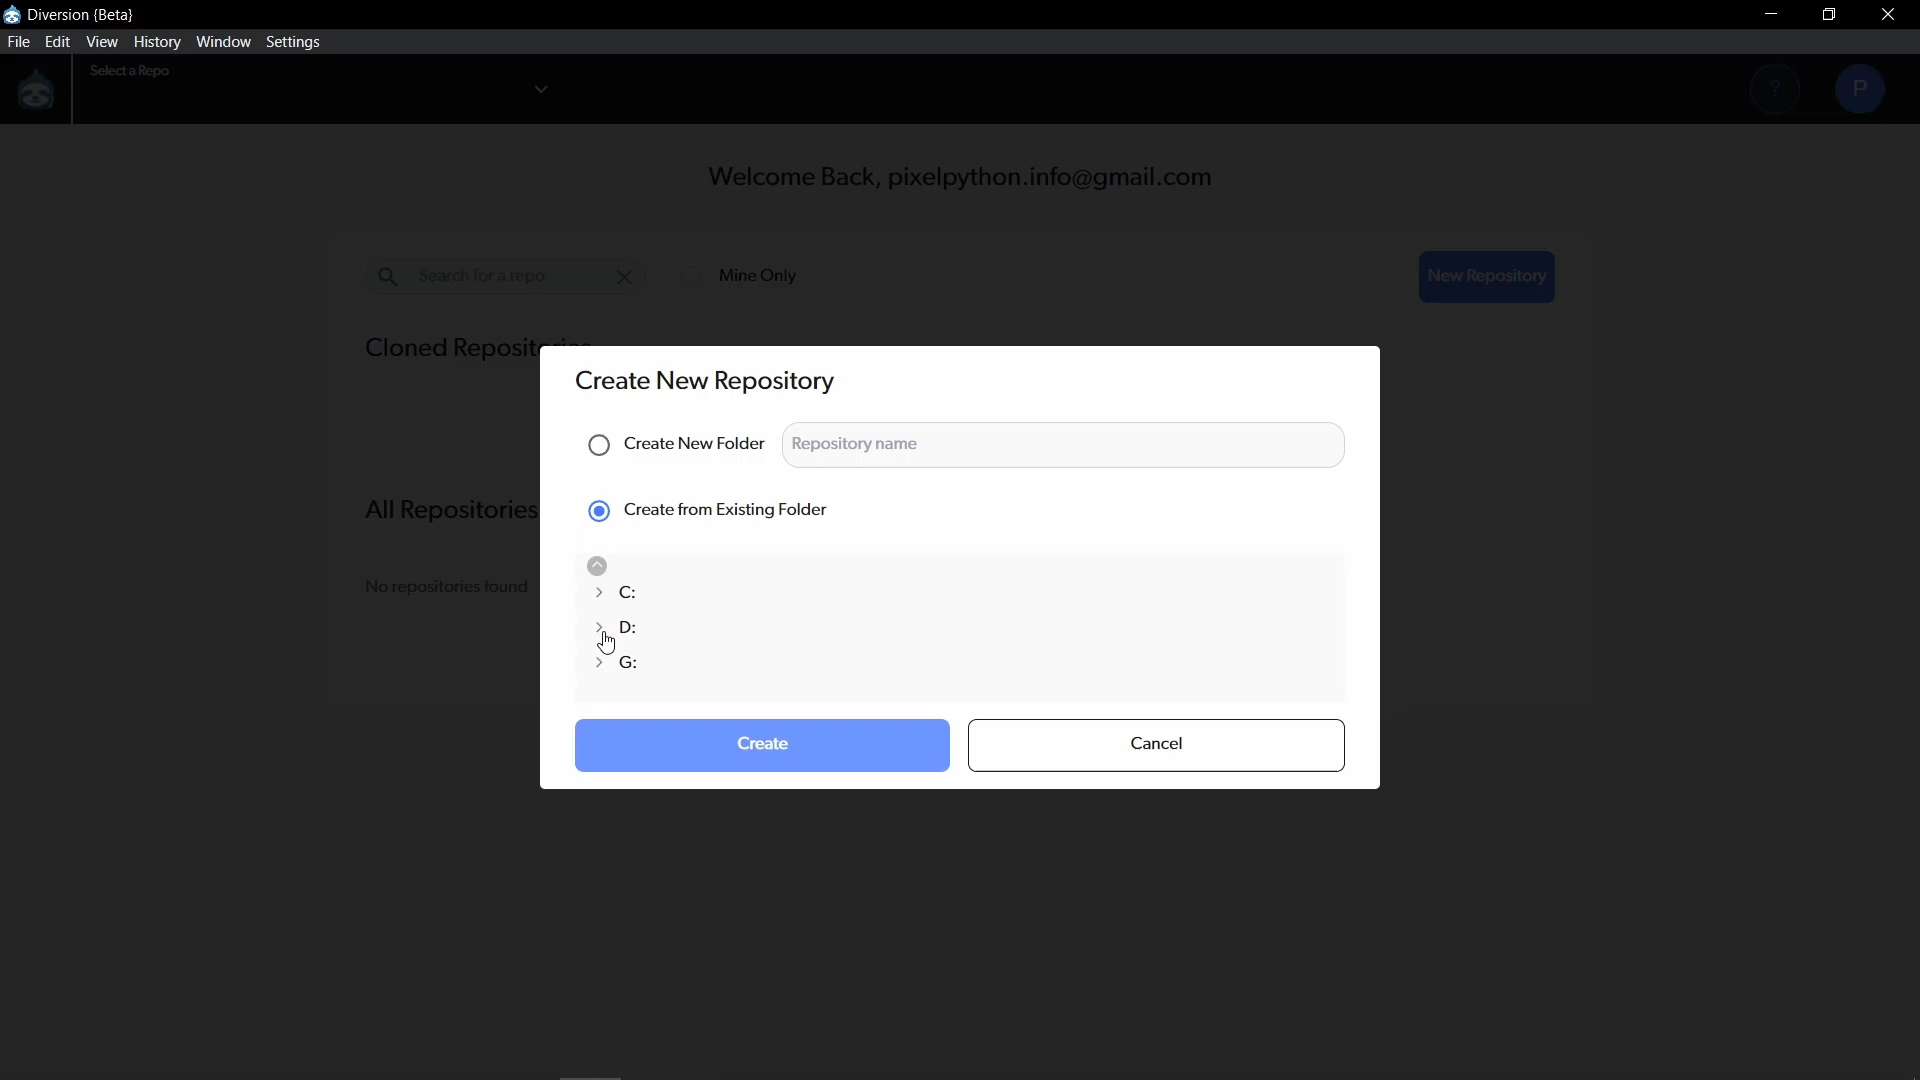 Diversion {Beta}
File Edit View History Window Settings
Select a Repo
? P
Welcome Back, pixelpython.info@gmail.com
Search for a repo Mine Only New Repository
Cloned Repositories
Create New Repository
Create New Folder Repository name
All Repositories Create from Existing Folder
No repositories found
C:
D:
G:
Create Cancel